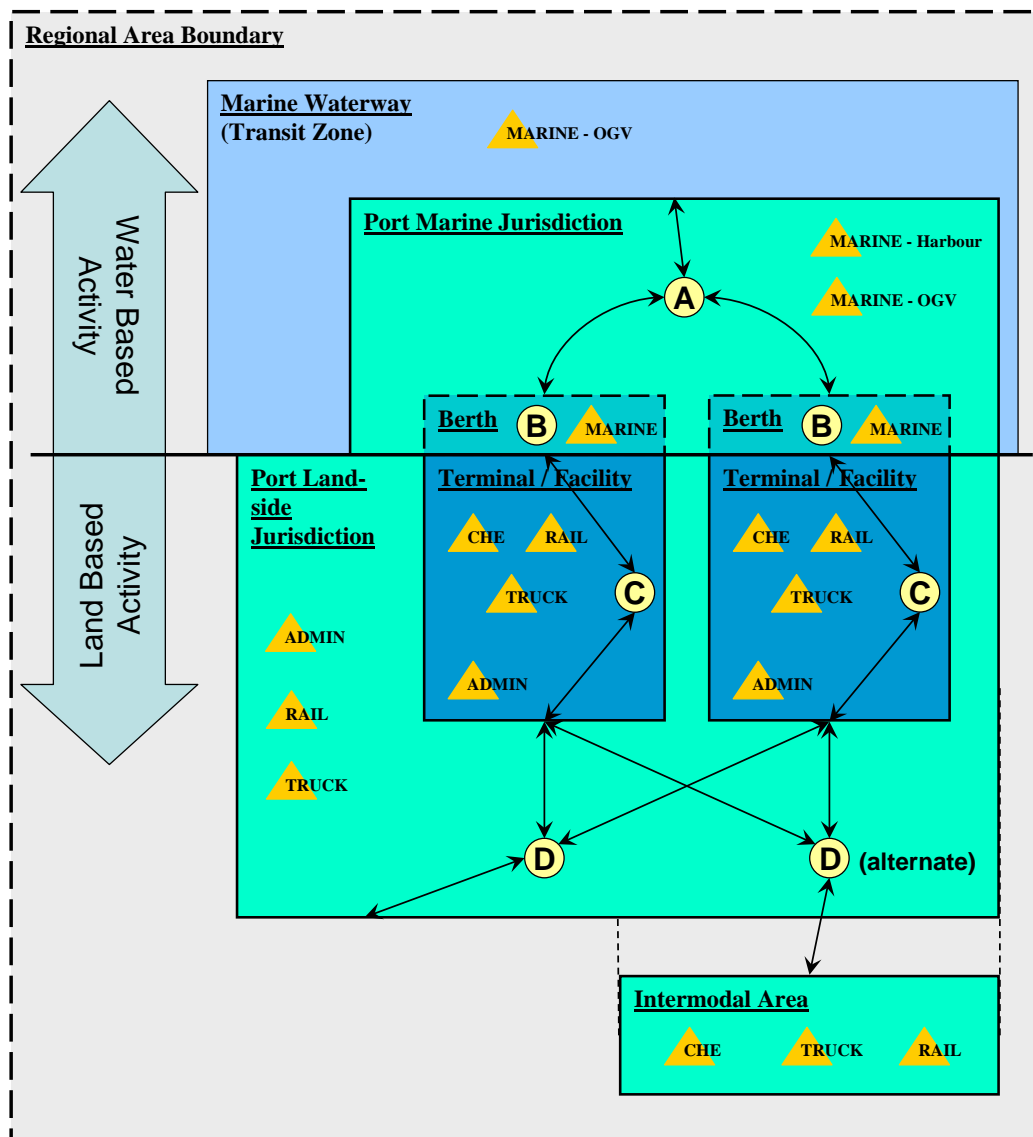 Regional Area Boundary
Marine Waterway
(Transit Zone)
MARINE - OGV
Water Based
Activity
Port Marine Jurisdiction
MARINE - Harbour
MARINE - OGV
A
Berth
B
MARINE
Berth
B
MARINE
Land Based
Activity
Port Land-
side
Jurisdiction
ADMIN
RAIL
TRUCK
Terminal / Facility
CHE
RAIL
TRUCK
C
ADMIN
Terminal / Facility
CHE
RAIL
TRUCK
C
ADMIN
D
D
(alternate)
Intermodal Area
CHE
TRUCK
RAIL